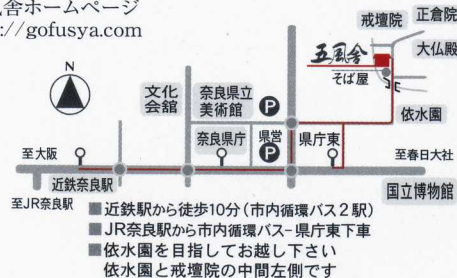 風舎ホームページ
://gofusya.com
戒壇院
正倉院
大仏殿
五風舎
そば屋
N
文化
会館
奈良県立
美術館
P
依水園
奈良県庁
県営
P
県庁東
至大阪
至春日大社
近鉄奈良駅
国立博物館
至JR奈良駅
■近鉄駅から徒歩10分(市内循環バス2駅)
■JR奈良駅から市内循環バス−県庁東下車
■依水園を目指してお越し下さい
依水園と戒壇院の中間左側です